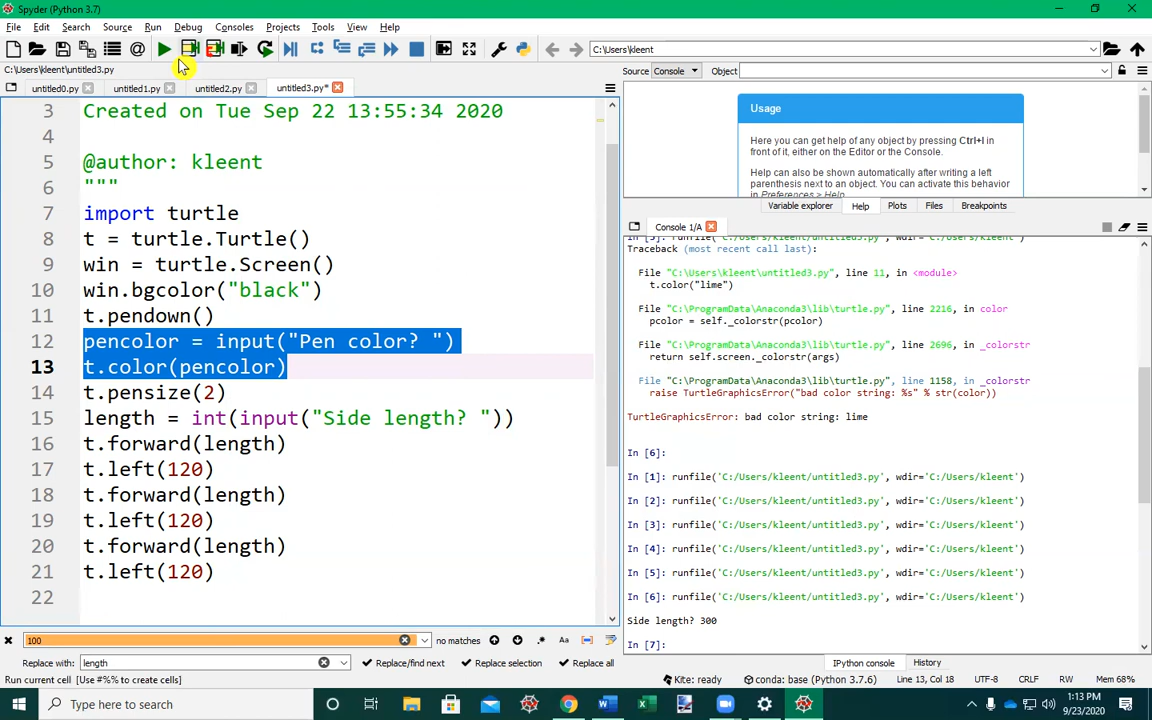 Spyder (Python 3.7)
File Edit Search Source Run Debug Consoles Projects Tools View Help
C:\Users\kleent
C:\Users\kleent\untitled3.py
Source Console Object
untitled0.py untitled1.py untitled2.py untitled3.py*
3 Created on Tue Sep 22 13:55:34 2020
4
5 @author: kleent
6 """
7 import turtle
8 t = turtle.Turtle()
9 win = turtle.Screen()
10 win.bgcolor("black")
11 t.pendown()
12 pencolor = input("Pen color? ")
13 t.color(pencolor)
14 t.pensize(2)
15 length = int(input("Side length? "))
16 t.forward(length)
17 t.left(120)
18 t.forward(length)
19 t.left(120)
20 t.forward(length)
21 t.left(120)
22
Usage
Here you can get help of any object by pressing Ctrl+I in
front of it, either on the Editor or the Console.
Help can also be shown automatically after writing a left
parenthesis next to an object. You can activate this behavior
in Preferences > Help.
Variable explorer Help Plots Files Breakpoints
Console 1/A
In [5]: runfile('C:/Users/kleent/untitled3.py', wdir='C:/Users/kleent')
Traceback (most recent call last):
File "C:\Users\kleent\untitled3.py", line 11, in <module>
t.color("lime")
File "C:\ProgramData\Anaconda3\lib\turtle.py", line 2216, in color
pcolor = self._colorstr(pcolor)
File "C:\ProgramData\Anaconda3\lib\turtle.py", line 2696, in _colorstr
return self.screen._colorstr(args)
File "C:\ProgramData\Anaconda3\lib\turtle.py", line 1158, in _colorstr
raise TurtleGraphicsError("bad color string: %s" % str(color))
TurtleGraphicsError: bad color string: lime
In [6]:
In [1]: runfile('C:/Users/kleent/untitled3.py', wdir='C:/Users/kleent')
In [2]: runfile('C:/Users/kleent/untitled3.py', wdir='C:/Users/kleent')
In [3]: runfile('C:/Users/kleent/untitled3.py', wdir='C:/Users/kleent')
In [4]: runfile('C:/Users/kleent/untitled3.py', wdir='C:/Users/kleent')
In [5]: runfile('C:/Users/kleent/untitled3.py', wdir='C:/Users/kleent')
In [6]: runfile('C:/Users/kleent/untitled3.py', wdir='C:/Users/kleent')
Side length? 300
In [7]:
IPython console History
100 no matches Aa
Replace with: length Replace/find next Replace selection Replace all
Run current cell [Use #%% to create cells] Kite: ready conda: base (Python 3.7.6) Line 13, Col 18 UTF-8 CRLF RW Mem 68%
Type here to search
1:13 PM
9/23/2020